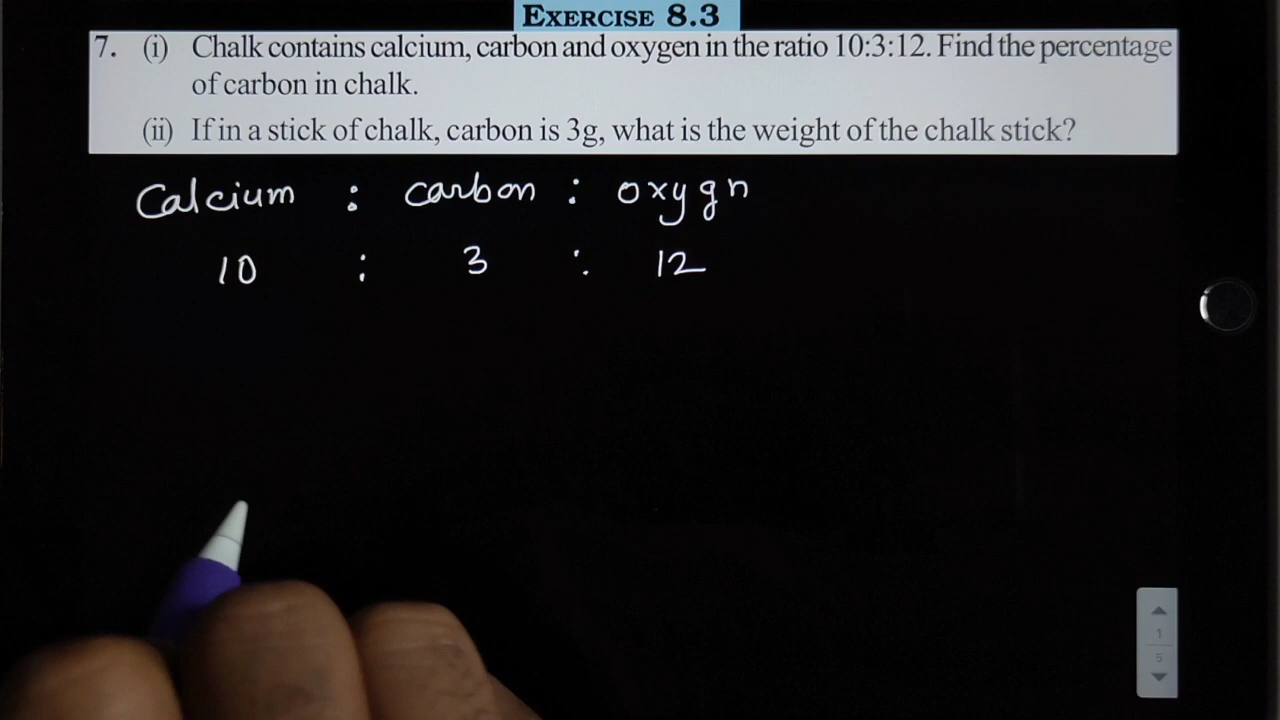 EXERCISE 8.3
7. (i) Chalk contains calcium, carbon and oxygen in the ratio 10:3:12. Find the percentage
of carbon in chalk.
(ii) If in a stick of chalk, carbon is 3g, what is the weight of the chalk stick?
Calcium : carbon : oxygn
10 : 3 : 12
1
5